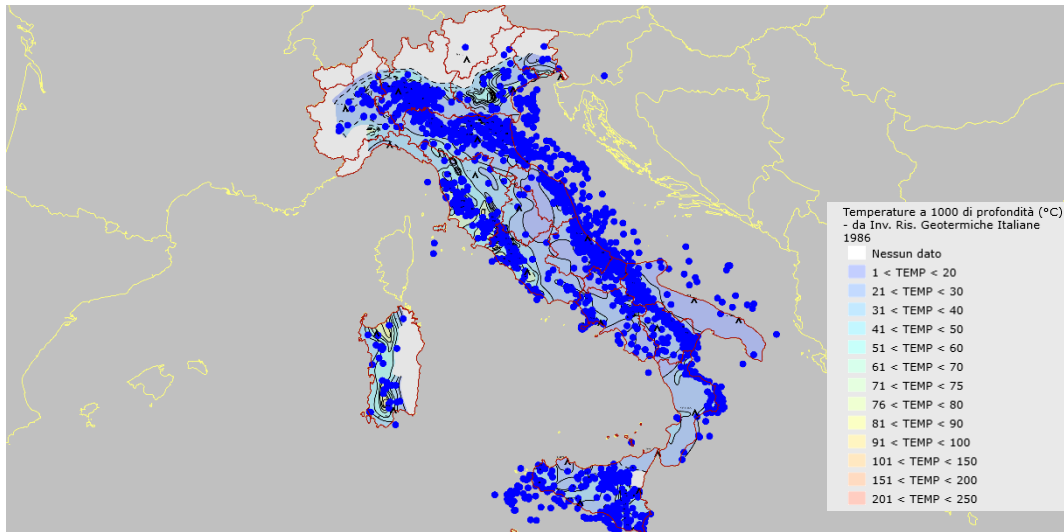 Temperature a 1000 di profondità (°C)
- da Inv. Ris. Geotermiche Italiane
1986
Nessun dato
1 < TEMP < 20
21 < TEMP < 30
31 < TEMP < 40
41 < TEMP < 50
51 < TEMP < 60
61 < TEMP < 70
71 < TEMP < 75
76 < TEMP < 80
81 < TEMP < 90
91 < TEMP < 100
101 < TEMP < 150
151 < TEMP < 200
201 < TEMP < 250